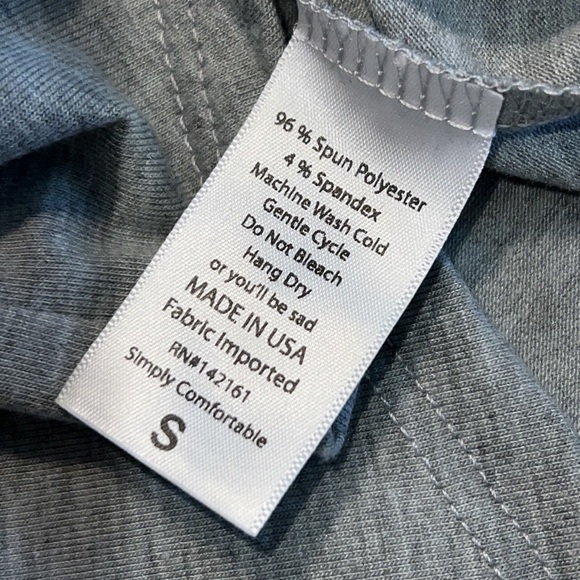 96 % Spun Polyester
4 % Spandex
Machine Wash Cold
Gentle Cycle
Do Not Bleach
Hang Dry
or you'll be sad
MADE IN USA
Fabric Imported
RN#142161
Simply Comfortable
S